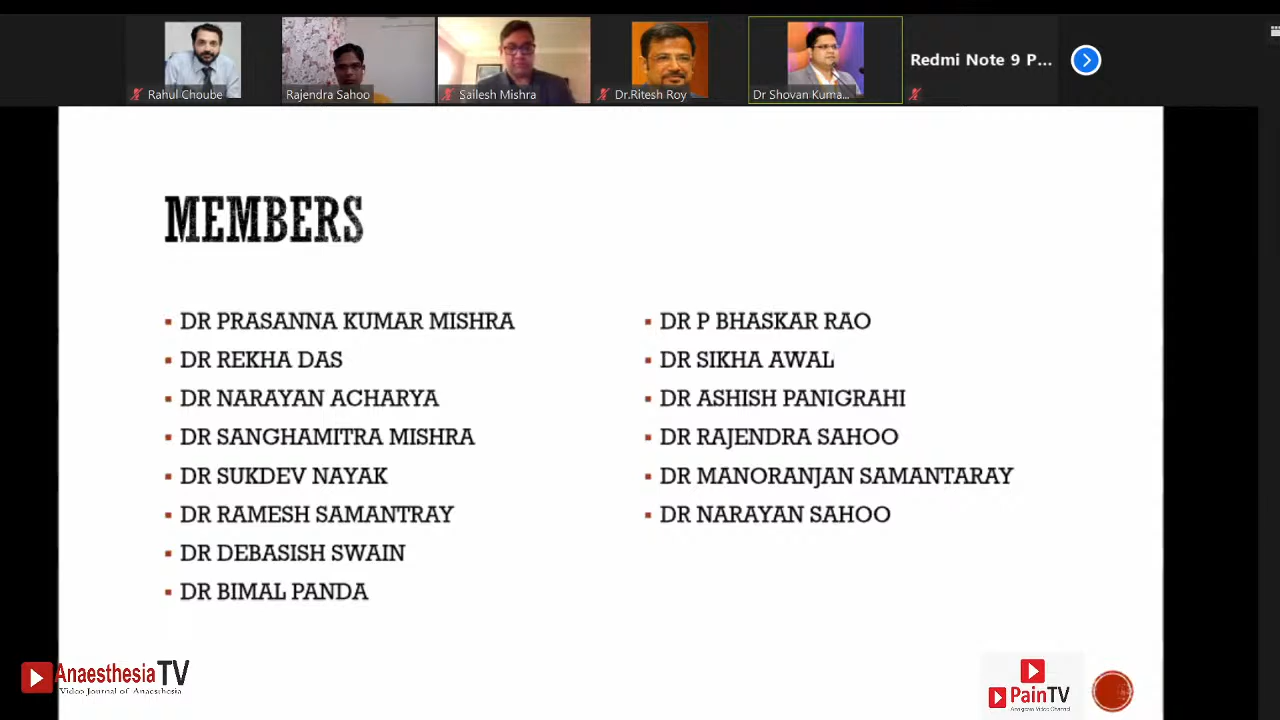 Rahul Choube
Rajendra Sahoo
Sailesh Mishra
Dr.Ritesh Roy
Dr Shovan Kuma...
Redmi Note 9 P...
MEMBERS
DR PRASANNA KUMAR MISHRA
DR REKHA DAS
DR NARAYAN ACHARYA
DR SANGHAMITRA MISHRA
DR SUKDEV NAYAK
DR RAMESH SAMANTRAY
DR DEBASISH SWAIN
DR BIMAL PANDA
DR P BHASKAR RAO
DR SIKHA AWAL
DR ASHISH PANIGRAHI
DR RAJENDRA SAHOO
DR MANORANJAN SAMANTARAY
DR NARAYAN SAHOO
AnaesthesiaTV
Video Journal of Anaesthesia
PainTV